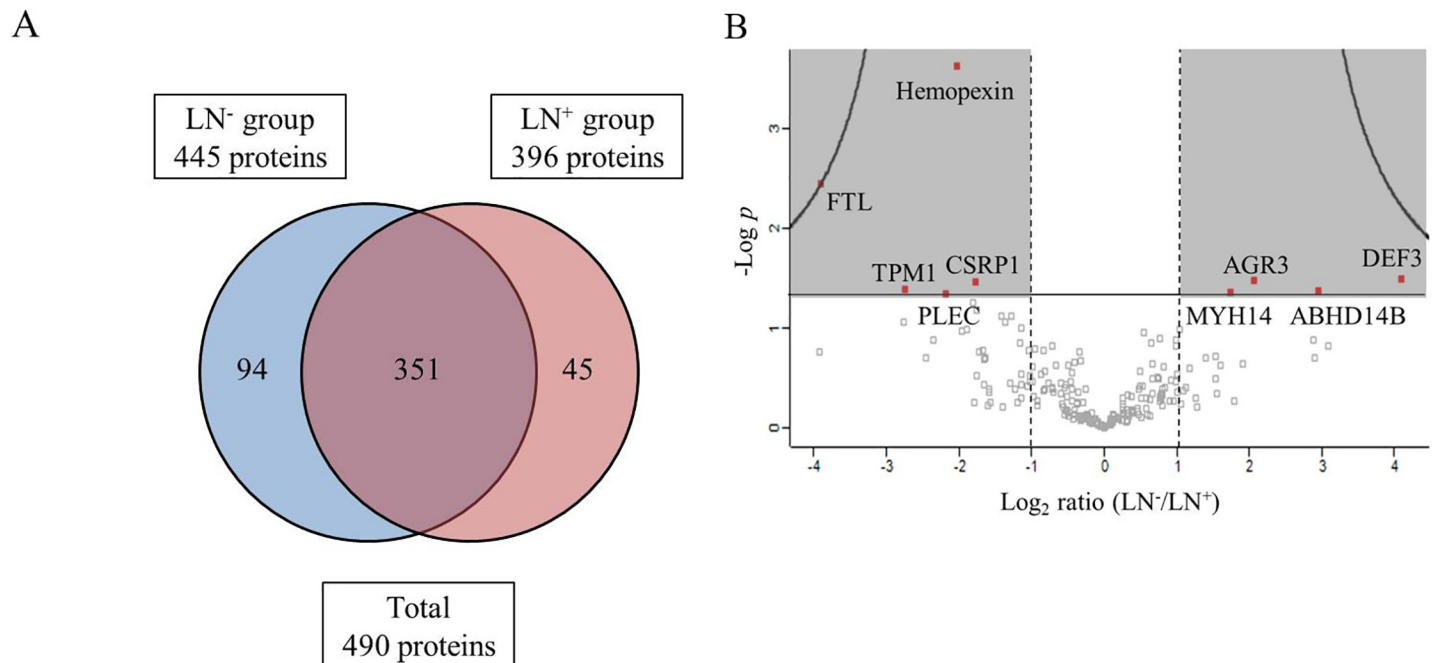 A
LN⁻ group
445 proteins
LN⁺ group
396 proteins
94
351
45
Total
490 proteins
B
Hemopexin
FTL
TPM1
CSRP1
PLEC
AGR3
DEF3
MYH14
ABHD14B
3
2
1
0
-Log p
-4 -3 -2 -1 0 1 2 3 4
Log₂ ratio (LN⁻/LN⁺)